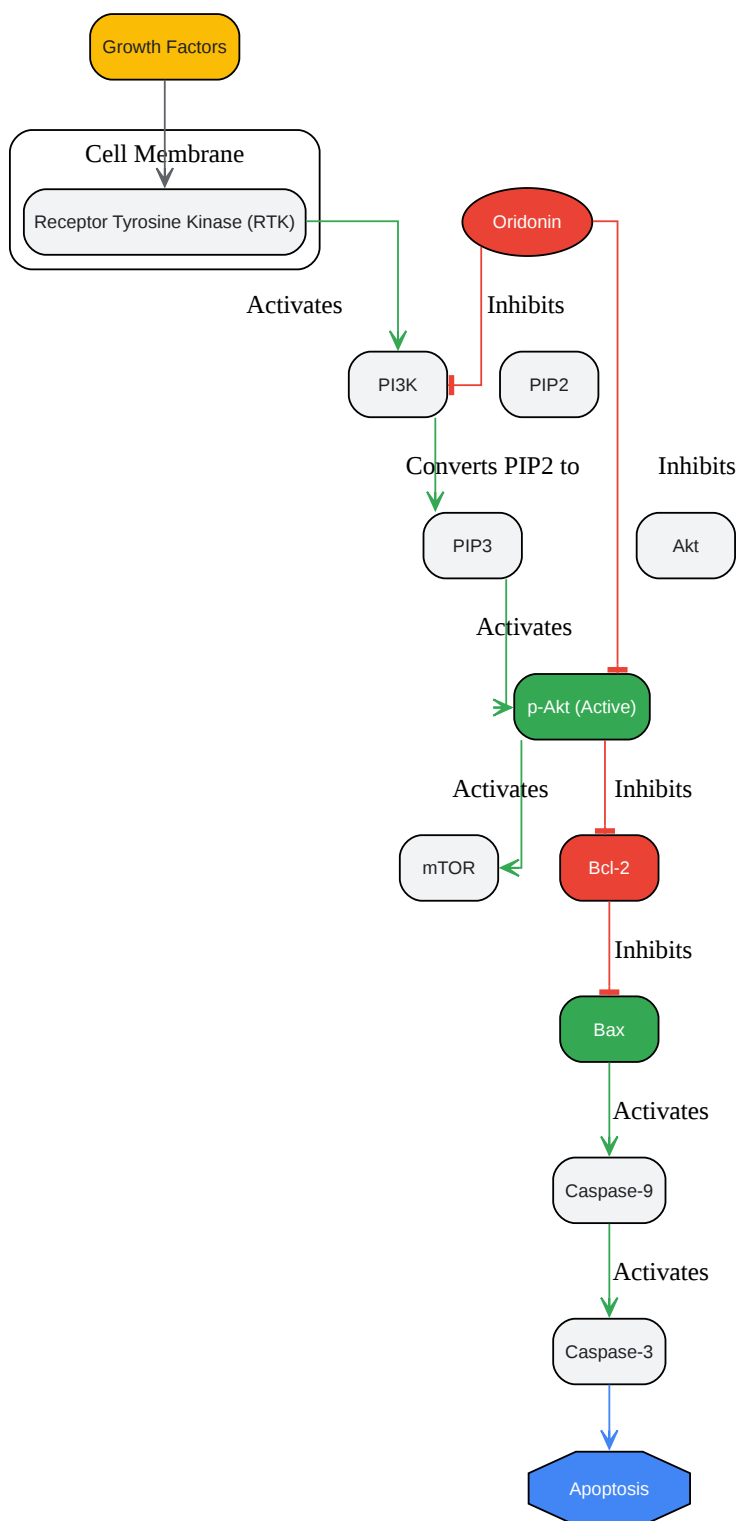 Growth Factors
Cell Membrane
Receptor Tyrosine Kinase (RTK)
Oridonin
Activates
Inhibits
PI3K
PIP2
Converts PIP2 to
Inhibits
PIP3
Akt
Activates
p-Akt (Active)
Activates
Inhibits
mTOR
Bcl-2
Inhibits
Bax
Activates
Caspase-9
Activates
Caspase-3
Apoptosis